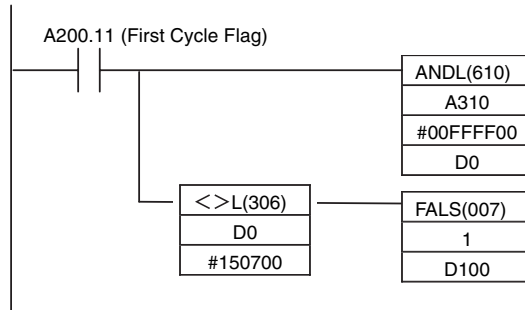 A200.11 (First Cycle Flag)
ANDL(610)
A310
#00FFFF00
D0
<>L(306)
D0
#150700
FALS(007)
1
D100